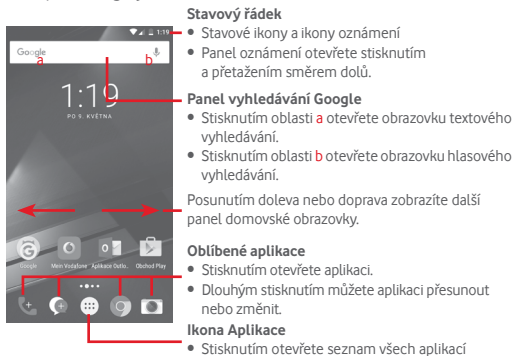 1:19
Google
a
b
1:19
PO 9. KVĚTNA
Google
Mein Vodafone
Aplikace Outlo..
Obchod Play
Stavový řádek
• Stavové ikony a ikony oznámení
• Panel oznámení otevřete stisknutím
a přetažením směrem dolů.
Panel vyhledávání Google
• Stisknutím oblasti a otevřete obrazovku textového
vyhledávání.
• Stisknutím oblasti b otevřete obrazovku hlasového
vyhledávání.
Posunutím doleva nebo doprava zobrazíte další
panel domovské obrazovky.
Oblíbené aplikace
• Stisknutím otevřete aplikaci.
• Dlouhým stisknutím můžete aplikaci přesunout
nebo změnit.
Ikona Aplikace
• Stisknutím otevřete seznam všech aplikací